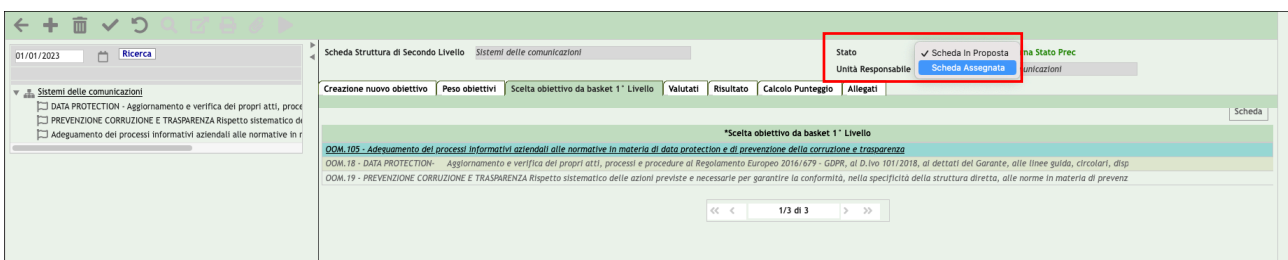 01/01/2023 Ricerca
Sistemi delle comunicazioni
DATA PROTECTION - Aggiornamento e verifica dei propri atti, proce
PREVENZIONE CORRUZIONE E TRASPARENZA Rispetto sistematico de
Adeguamento dei processi informativi aziendali alle normative in r
Scheda Struttura di Secondo Livello Sistemi delle comunicazioni
Stato ✓ Scheda In Proposta na Stato Prec
Unità Responsabile Scheda Assegnata unicazioni
Creazione nuovo obiettivo Peso obiettivi Scelta obiettivo da basket 1° Livello Valutati Risultato Calcolo Punteggio Allegati
Scheda
*Scelta obiettivo da basket 1° Livello
OOM.105 - Adeguamento dei processi informativi aziendali alle normative in materia di data protection e di prevenzione della corruzione e trasparenza
OOM.18 - DATA PROTECTION- Aggiornamento e verifica dei propri atti, processi e procedure al Regolamento Europeo 2016/679 - GDPR, al D.lvo 101/2018, ai dettati del Garante, alle linee guida, circolari, disp
OOM.19 - PREVENZIONE CORRUZIONE E TRASPARENZA Rispetto sistematico delle azioni previste e necessarie per garantire la conformità, nella specificità della struttura diretta, alle norme in materia di prevenz
1/3 di 3